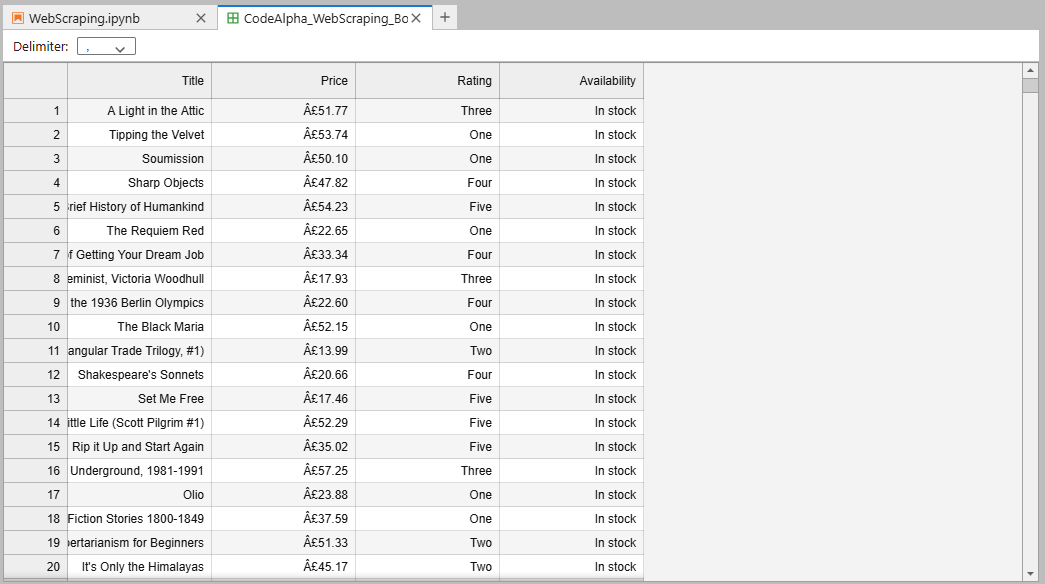 WebScraping.ipynb
CodeAlpha_WebScraping_Bo
Delimiter: ,
Title Price Rating Availability
1 A Light in the Attic Â£51.77 Three In stock
2 Tipping the Velvet Â£53.74 One In stock
3 Soumission Â£50.10 One In stock
4 Sharp Objects Â£47.82 Four In stock
5 rief History of Humankind Â£54.23 Five In stock
6 The Requiem Red Â£22.65 One In stock
7 f Getting Your Dream Job Â£33.34 Four In stock
8 eminist, Victoria Woodhull Â£17.93 Three In stock
9 the 1936 Berlin Olympics Â£22.60 Four In stock
10 The Black Maria Â£52.15 One In stock
11 angular Trade Trilogy, #1) Â£13.99 Two In stock
12 Shakespeare's Sonnets Â£20.66 Four In stock
13 Set Me Free Â£17.46 Five In stock
14 ittle Life (Scott Pilgrim #1) Â£52.29 Five In stock
15 Rip it Up and Start Again Â£35.02 Five In stock
16 Underground, 1981-1991 Â£57.25 Three In stock
17 Olio Â£23.88 One In stock
18 Fiction Stories 1800-1849 Â£37.59 One In stock
19 ertarianism for Beginners Â£51.33 Two In stock
20 It's Only the Himalayas Â£45.17 Two In stock